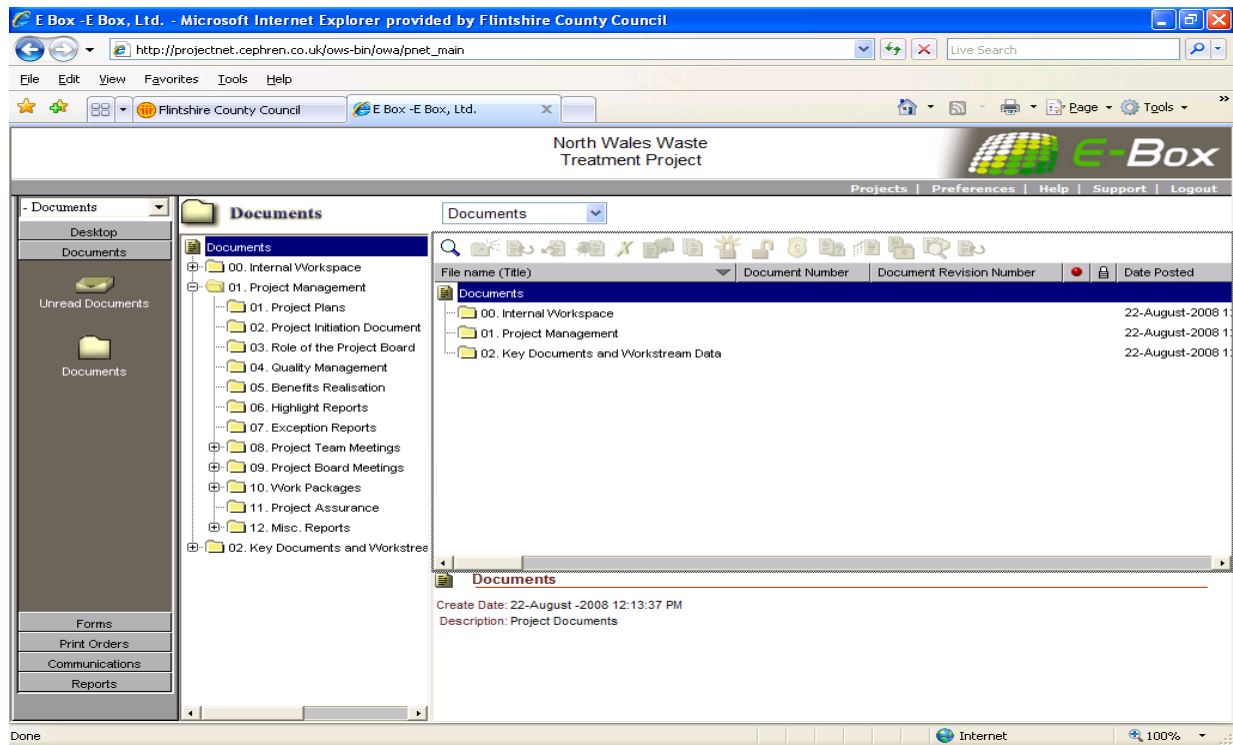 E Box -E Box, Ltd. - Microsoft Internet Explorer provided by Flintshire County Council
http://projectnet.cephren.co.uk/ows-bin/owa/pnet_main
Live Search
File Edit View Favorites Tools Help
Flintshire County Council
E Box -E Box, Ltd.
Page
Tools
North Wales Waste
Treatment Project
E-Box
Projects | Preferences | Help | Support | Logout
- Documents
Desktop
Documents
Unread Documents
Documents
Forms
Print Orders
Communications
Reports
Documents
Documents
00. Internal Workspace
01. Project Management
01. Project Plans
02. Project Initiation Document
03. Role of the Project Board
04. Quality Management
05. Benefits Realisation
06. Highlight Reports
07. Exception Reports
08. Project Team Meetings
09. Project Board Meetings
10. Work Packages
11. Project Assurance
12. Misc. Reports
02. Key Documents and Workstrea
Documents
File name (Title) Document Number Document Revision Number Date Posted
Documents
00. Internal Workspace 22-August-2008 1
01. Project Management 22-August-2008 1
02. Key Documents and Workstream Data 22-August-2008 1
Documents
Create Date: 22-August -2008 12:13:37 PM
Description: Project Documents
Done
Internet
100%